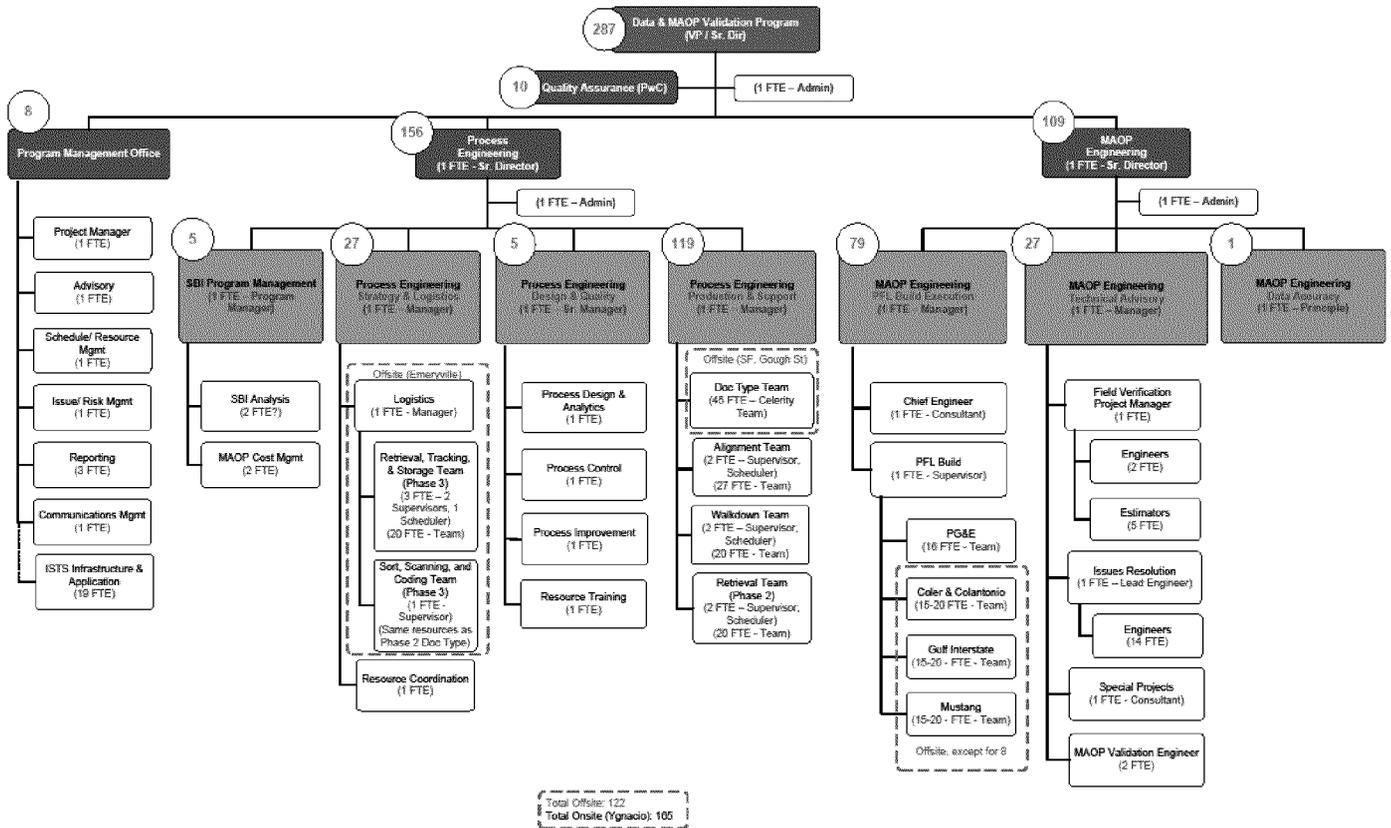 287
Data & MAOP Validation Program
(VP / Sr. Dir)
10
Quality Assurance (PwC)
(1 FTE – Admin)
8
Program Management Office
156
Process
Engineering
(1 FTE - Sr. Director)
109
MAOP
Engineering
(1 FTE - Sr. Director)
(1 FTE – Admin)
(1 FTE – Admin)
Project Manager
(1 FTE)
Advisory
(1 FTE)
Schedule/ Resource
Mgmt
(1 FTE)
Issue/ Risk Mgmt
(1 FTE)
Reporting
(3 FTE)
Communications Mgmt
(1 FTE)
ISTS Infrastructure &
Application
(19 FTE)
5
SBI Program Management
(1 FTE – Program
Manager)
SBI Analysis
(2 FTE?)
MAOP Cost Mgmt
(2 FTE)
27
Process Engineering
Strategy & Logistics
(1 FTE – Manager)
Offsite (Emeryville)
Logistics
(1 FTE - Manager)
Retrieval, Tracking,
& Storage Team
(Phase 3)
(3 FTE – 2
Supervisors, 1
Scheduler)
(20 FTE - Team)
Sort, Scanning, and
Coding Team
(Phase 3)
(1 FTE -
Supervisor)
(Same resources as
Phase 2 Doc Type)
Resource Coordination
(1 FTE)
5
Process Engineering
Design & Quality
(1 FTE – Sr. Manager)
Process Design &
Analytics
(1 FTE)
Process Control
(1 FTE)
Process Improvement
(1 FTE)
Resource Training
(1 FTE)
119
Process Engineering
Production & Support
(1 FTE – Manager)
Offsite (SF, Gough St)
Doc Type Team
(45 FTE – Celerity
Team)
Alignment Team
(2 FTE – Supervisor,
Scheduler)
(27 FTE - Team)
Walkdown Team
(2 FTE – Supervisor,
Scheduler)
(20 FTE - Team)
Retrieval Team
(Phase 2)
(2 FTE – Supervisor,
Scheduler)
(20 FTE - Team)
79
MAOP Engineering
PFL Build Execution
(1 FTE – Manager)
Chief Engineer
(1 FTE - Consultant)
PFL Build
(1 FTE - Supervisor)
PG&E
(16 FTE - Team)
Coler & Colantonio
(15-20 FTE - Team)
Gulf Interstate
(15-20 - FTE - Team)
Mustang
(15-20 - FTE - Team)
Offsite, except for 8
27
MAOP Engineering
Technical Advisory
(1 FTE – Manager)
Field Verification
Project Manager
(1 FTE)
Engineers
(2 FTE)
Estimators
(5 FTE)
Issues Resolution
(1 FTE – Lead Engineer)
Engineers
(14 FTE)
Special Projects
(1 FTE - Consultant)
MAOP Validation Engineer
(2 FTE)
1
MAOP Engineering
Data Accuracy
(1 FTE – Principle)
Total Offsite: 122
Total Onsite (Ygnacio): 165